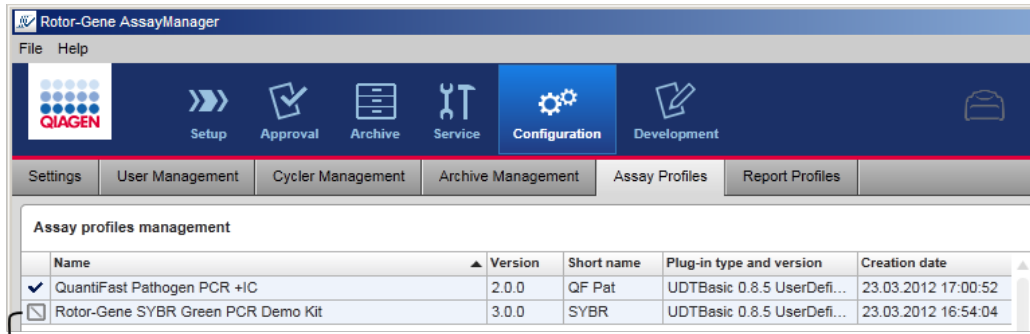 Rotor-Gene AssayManager
File Help
QIAGEN
Setup Approval Archive Service Configuration Development
Settings User Management Cycler Management Archive Management Assay Profiles Report Profiles
Assay profiles management
Name Version Short name Plug-in type and version Creation date
QuantiFast Pathogen PCR +IC 2.0.0 QF Pat UDTBasic 0.8.5 UserDefi... 23.03.2012 17:00:52
Rotor-Gene SYBR Green PCR Demo Kit 3.0.0 SYBR UDTBasic 0.8.5 UserDefi... 23.03.2012 16:54:04